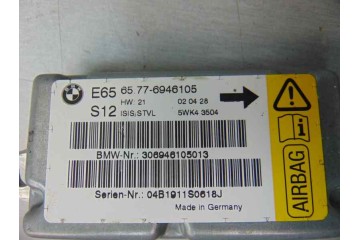 E65 65.77-6946105
HW. 21 02 04 28
S12 ISIS,STVL 5WK4 3504
BMW-Nr.: 306946105013
Serien-Nr.: 04B1911S0618J
Made in Germany
AIRBAG